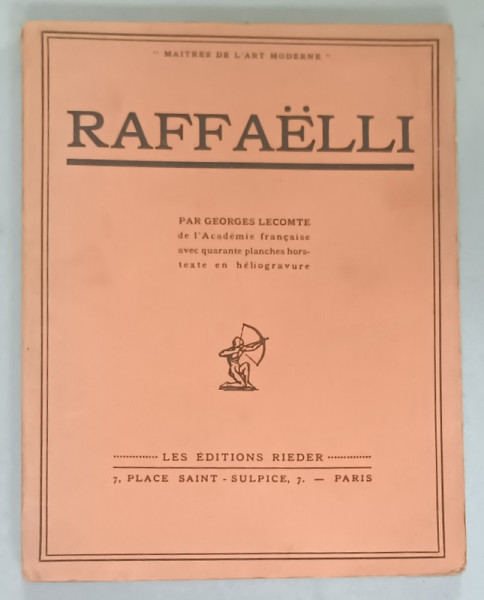 " MAITRES DE L'ART MODERNE "
RAFFAËLLI
PAR GEORGES LECOMTE
de l'Académie française
avec quarante planches hors-
texte en héliogravure
LES ÉDITIONS RIEDER
7, PLACE SAINT - SULPICE, 7. — PARIS